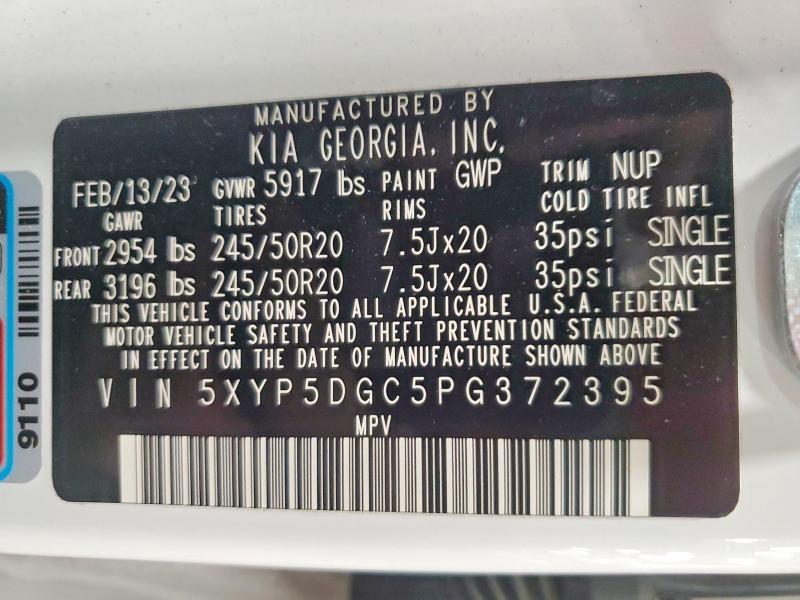 MANUFACTURED BY
KIA GEORGIA, INC.
FEB/13/23 GVWR 5917 lbs PAINT GWP TRIM NUP
GAWR TIRES RIMS COLD TIRE INFL
FRONT 2954 lbs 245/50R20 7.5Jx20 35psi SINGLE
REAR 3196 lbs 245/50R20 7.5Jx20 35psi SINGLE
THIS VEHICLE CONFORMS TO ALL APPLICABLE U.S.A. FEDERAL
MOTOR VEHICLE SAFETY AND THEFT PREVENTION STANDARDS
IN EFFECT ON THE DATE OF MANUFACTURE SHOWN ABOVE
VIN 5XYP5DGC5PG372395
MPV
9110